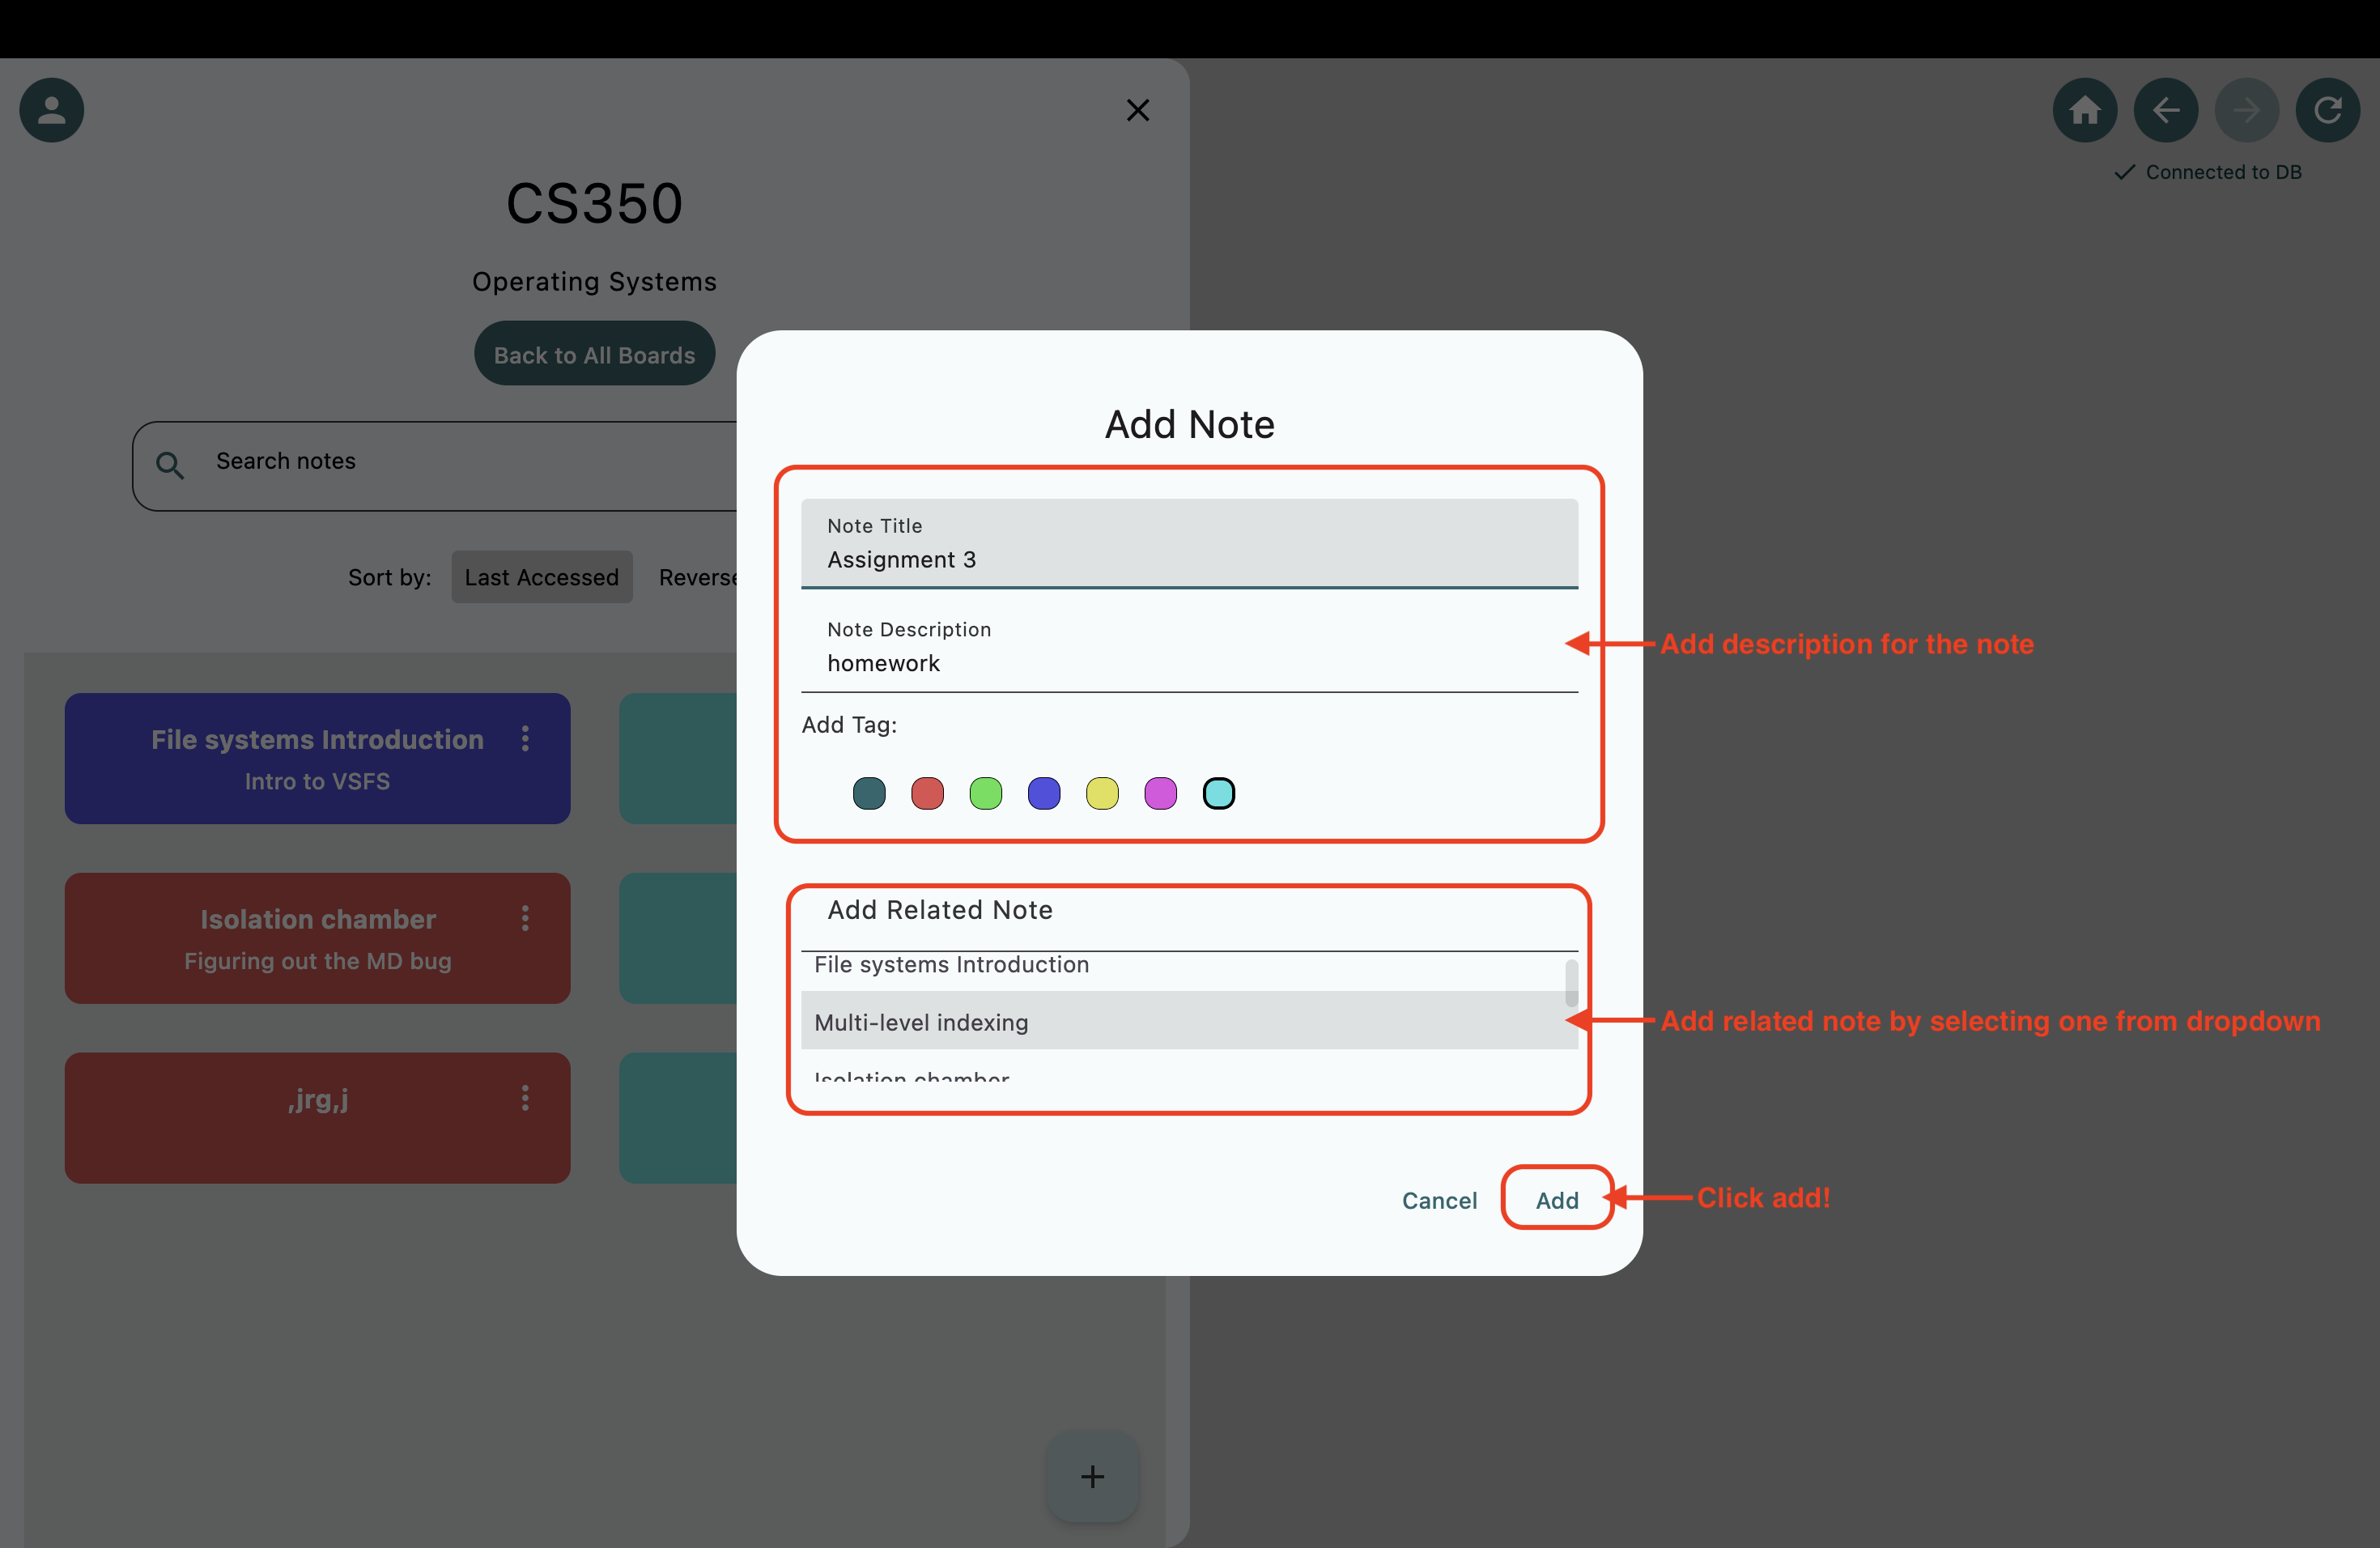 CS350
Connected to DB
Operating Systems
Back to All Boards
Search notes
Sort by: Last Accessed Reverse
File systems Introduction
Intro to VSFS
Isolation chamber
Figuring out the MD bug
,jrg,j
Add Note
Note Title
Assignment 3
Note Description
homework
Add description for the note
Add Tag:
Add Related Note
File systems Introduction
Multi-level indexing
Add related note by selecting one from dropdown
Isolation chamber
Cancel
Add
Click add!